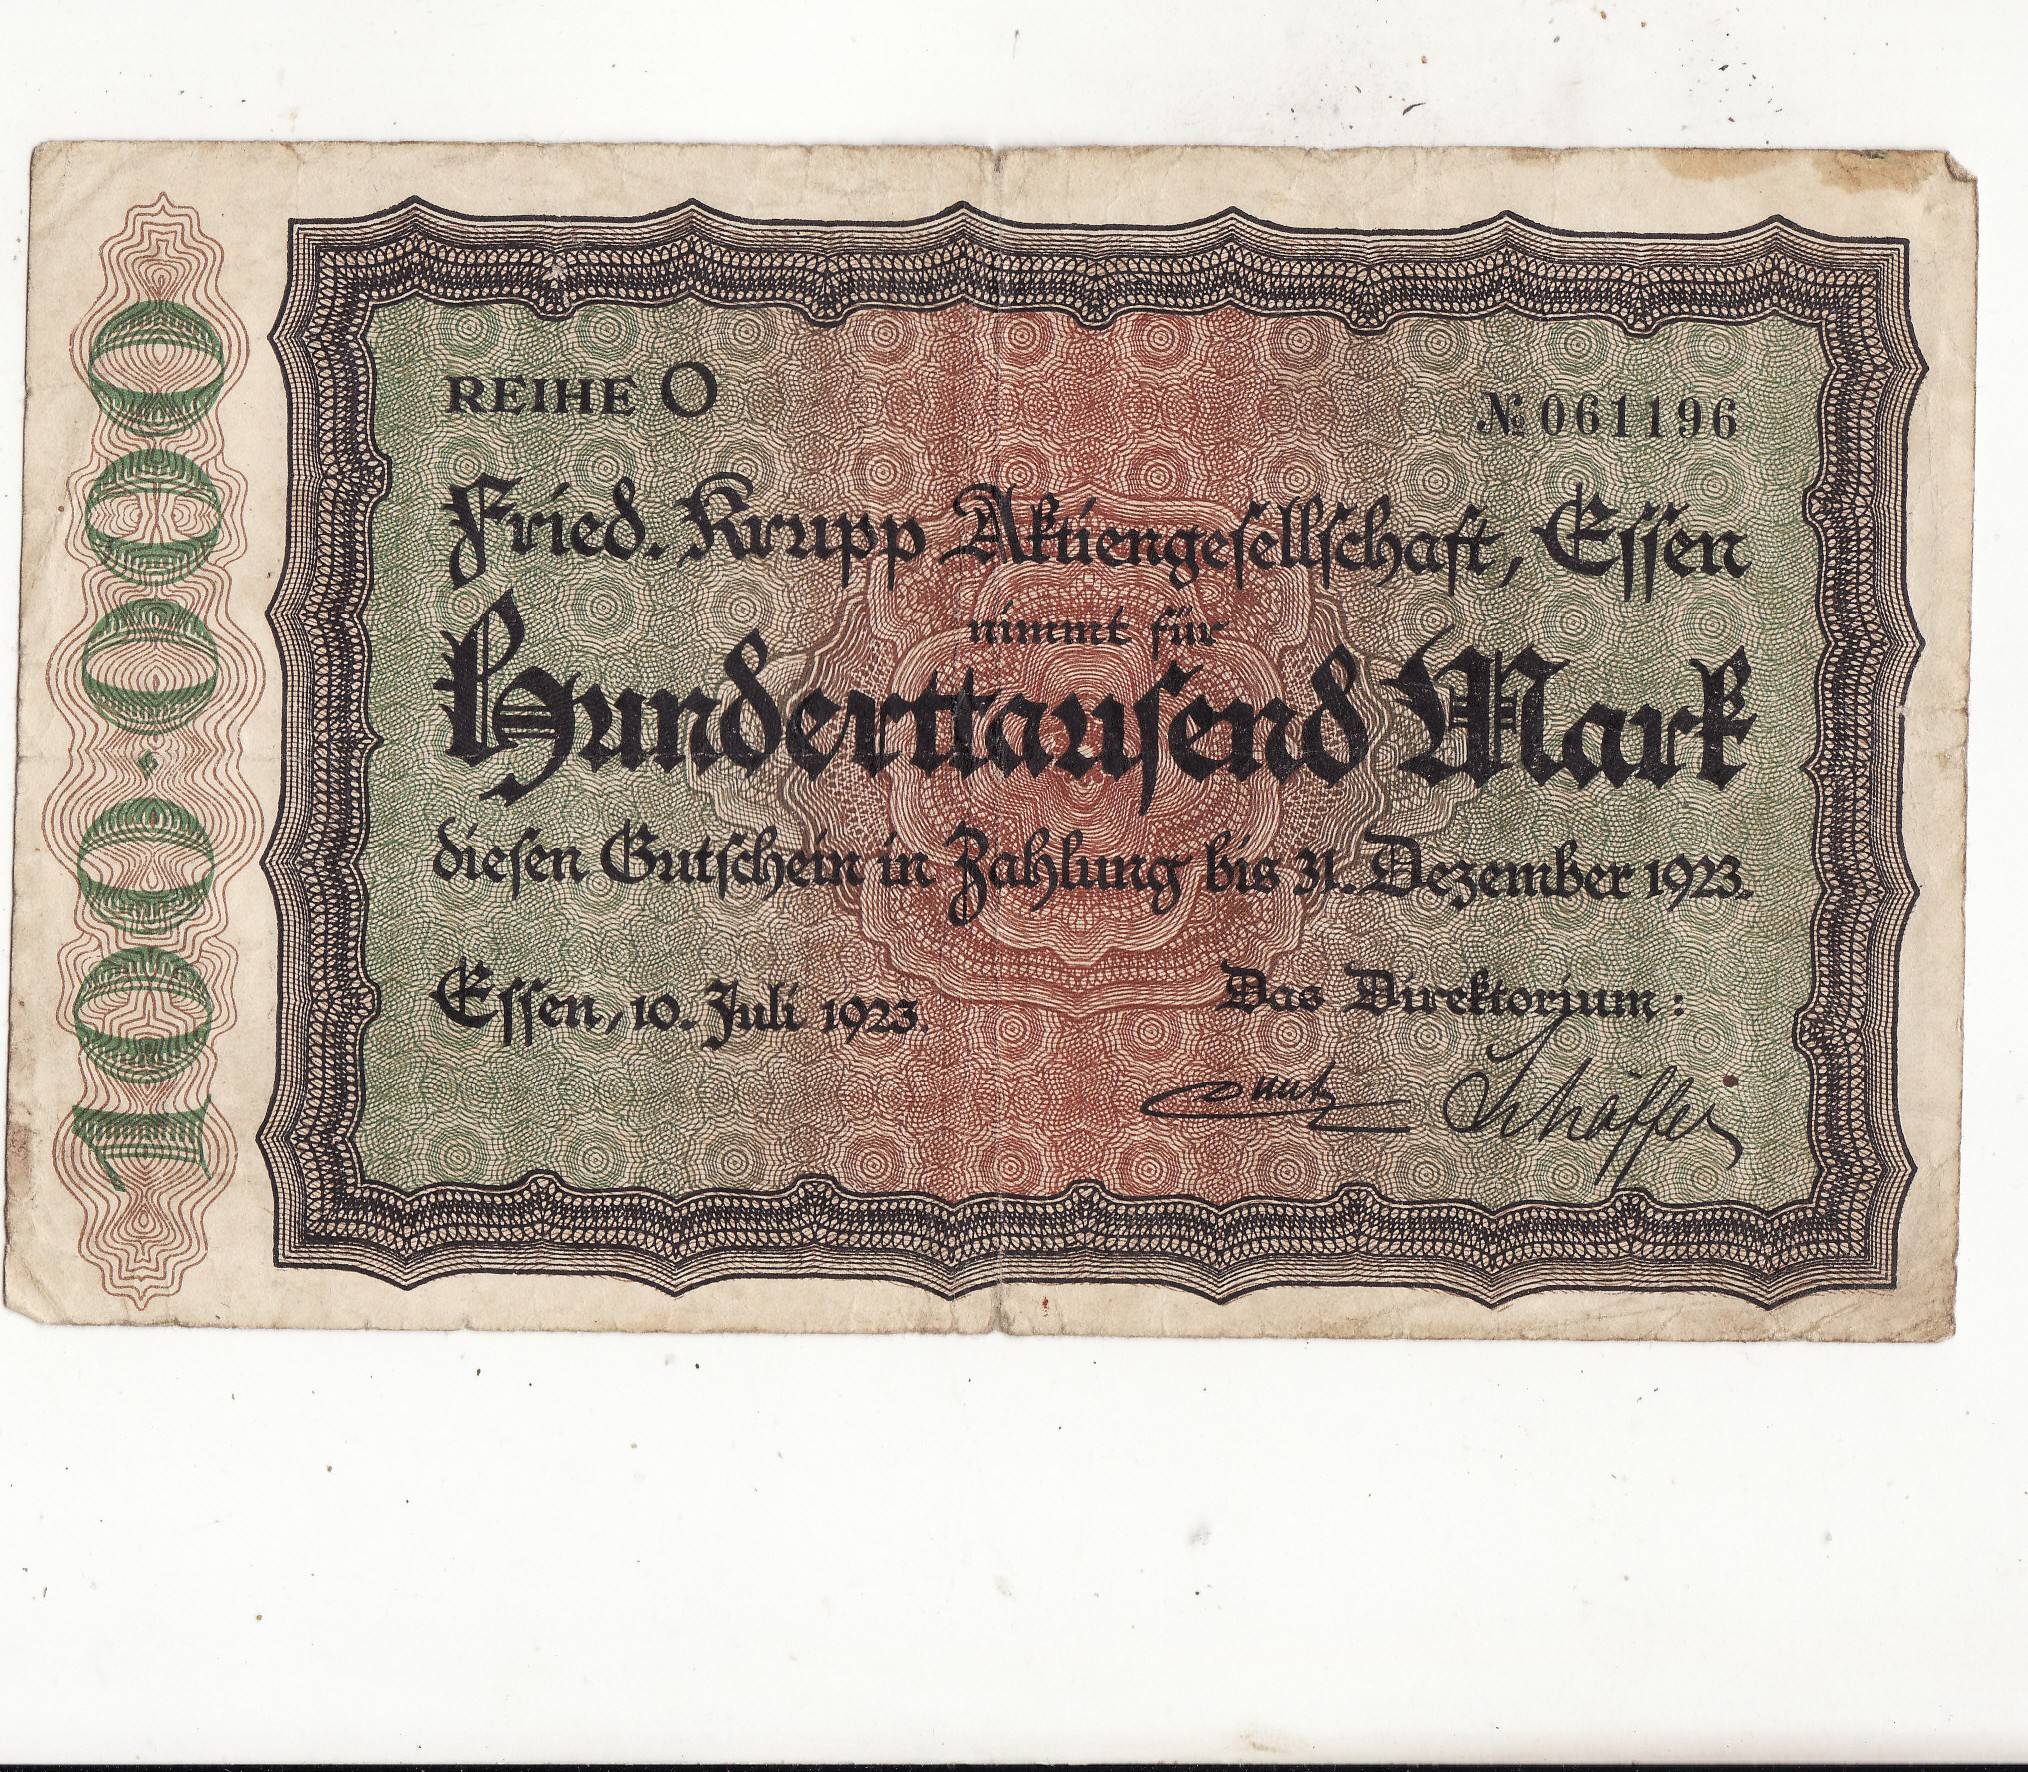 REIHE O
№ 061196
Fried. Krupp Aktiengesellschaft, Essen
nimmt für
Hunderttausend Mark
diesen Gutschein in Zahlung bis 31. Dezember 1923.
Essen, 10. Juli 1923.
Das Direktorium:
Schäffer
100.000